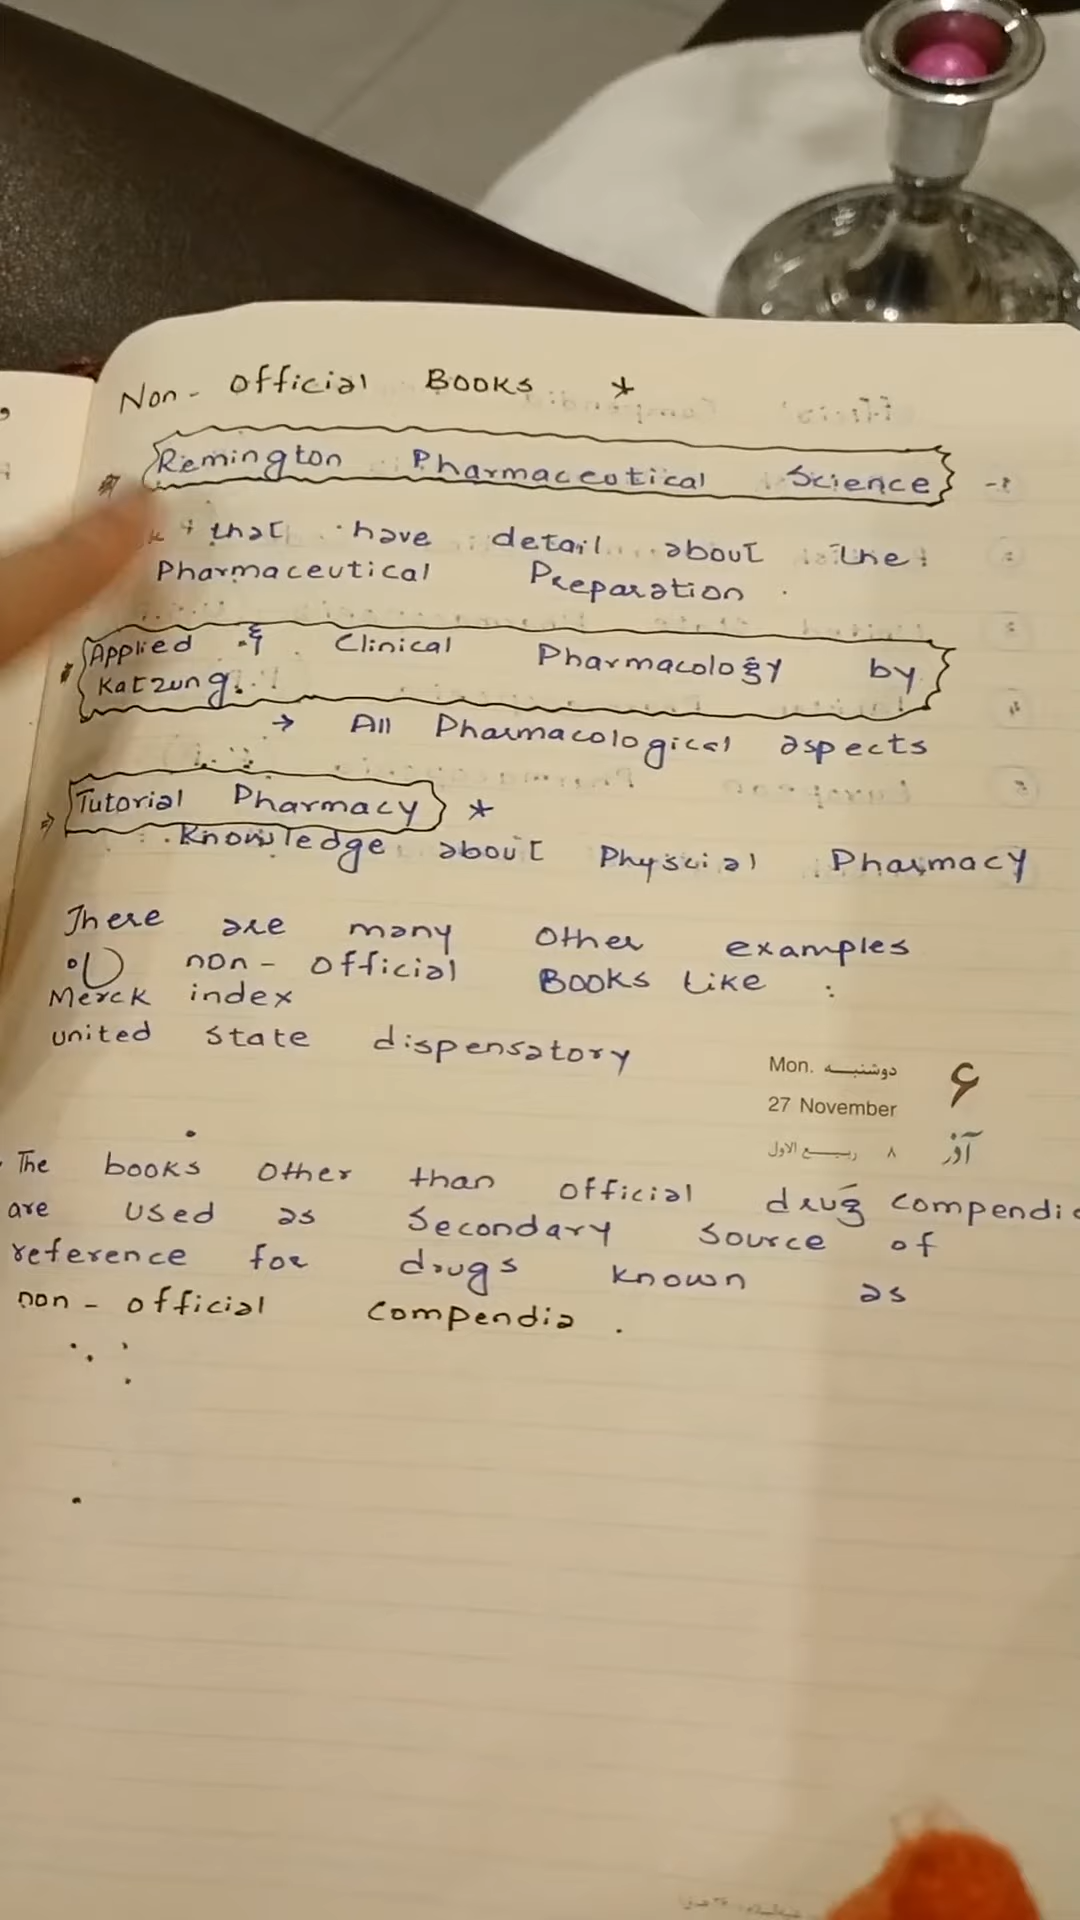 Non - Official BOOKS *
Remington Pharmaceutical Science
that have detail about the
Pharmaceutical Preparation .
Applied & Clinical Pharmacology by
Katzung.
→ All Pharmacological aspects
⇒ Tutorial Pharmacy *
Knowledge about Physcial Pharmacy
There are many other examples
of non - official BOOKS Like :
Merck index
united state dispensatory
Mon. دوشنبه ۶
27 November
۸ ربیع الاول آذر
The books other than official drug compendia
are used as Secondary source of
reference for drugs known as
non - official compendia .